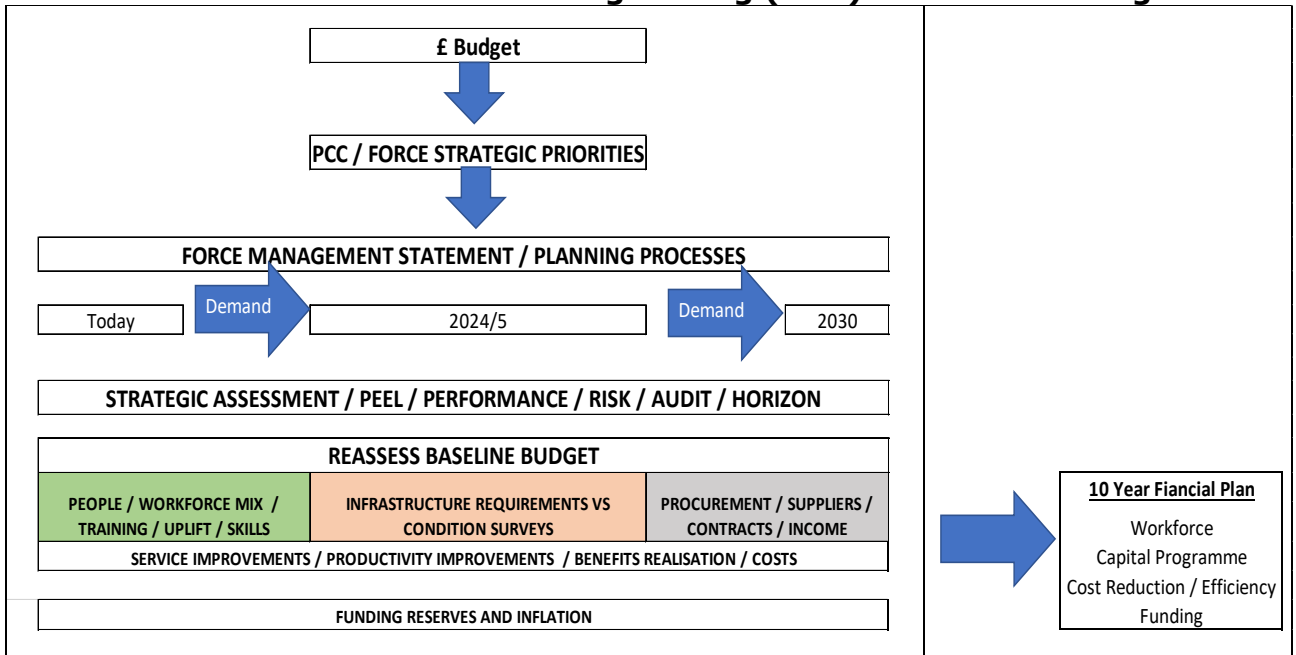 £ Budget
PCC / FORCE STRATEGIC PRIORITIES
FORCE MANAGEMENT STATEMENT / PLANNING PROCESSES
Today
Demand
2024/5
Demand
2030
STRATEGIC ASSESSMENT / PEEL / PERFORMANCE / RISK / AUDIT / HORIZON
REASSESS BASELINE BUDGET
PEOPLE / WORKFORCE MIX /
TRAINING / UPLIFT / SKILLS
INFRASTRUCTURE REQUIREMENTS VS
CONDITION SURVEYS
PROCUREMENT / SUPPLIERS /
CONTRACTS / INCOME
SERVICE IMPROVEMENTS / PRODUCTIVITY IMPROVEMENTS / BENEFITS REALISATION / COSTS
FUNDING RESERVES AND INFLATION
10 Year Fiancial Plan
Workforce
Capital Programme
Cost Reduction / Efficiency
Funding